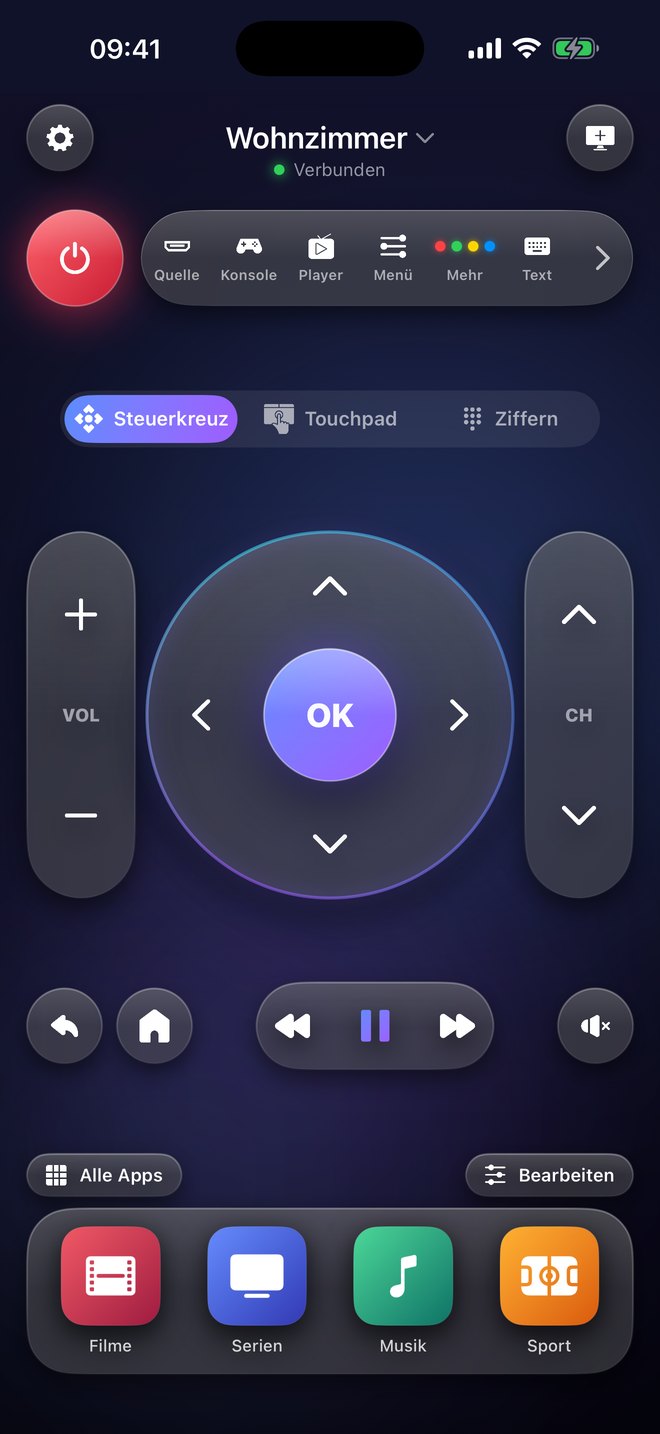 09:41
Wohnzimmer
Verbunden
Quelle Konsole Player Menü Mehr Text
Steuerkreuz Touchpad Ziffern
VOL OK CH
Alle Apps Bearbeiten
Filme Serien Musik Sport